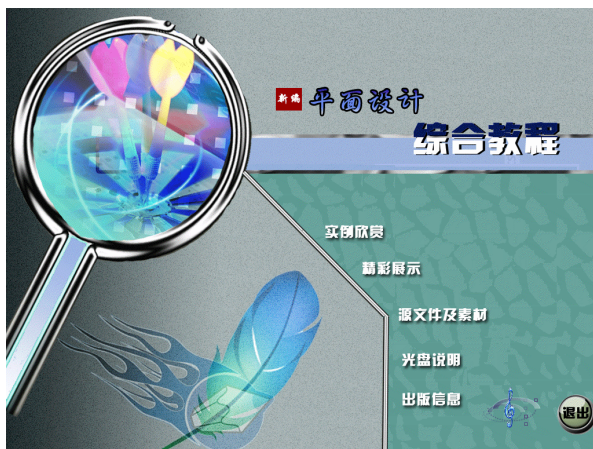 新编 平面设计
综合教程
实例欣赏
精彩展示
源文件及素材
光盘说明
出版信息
退出